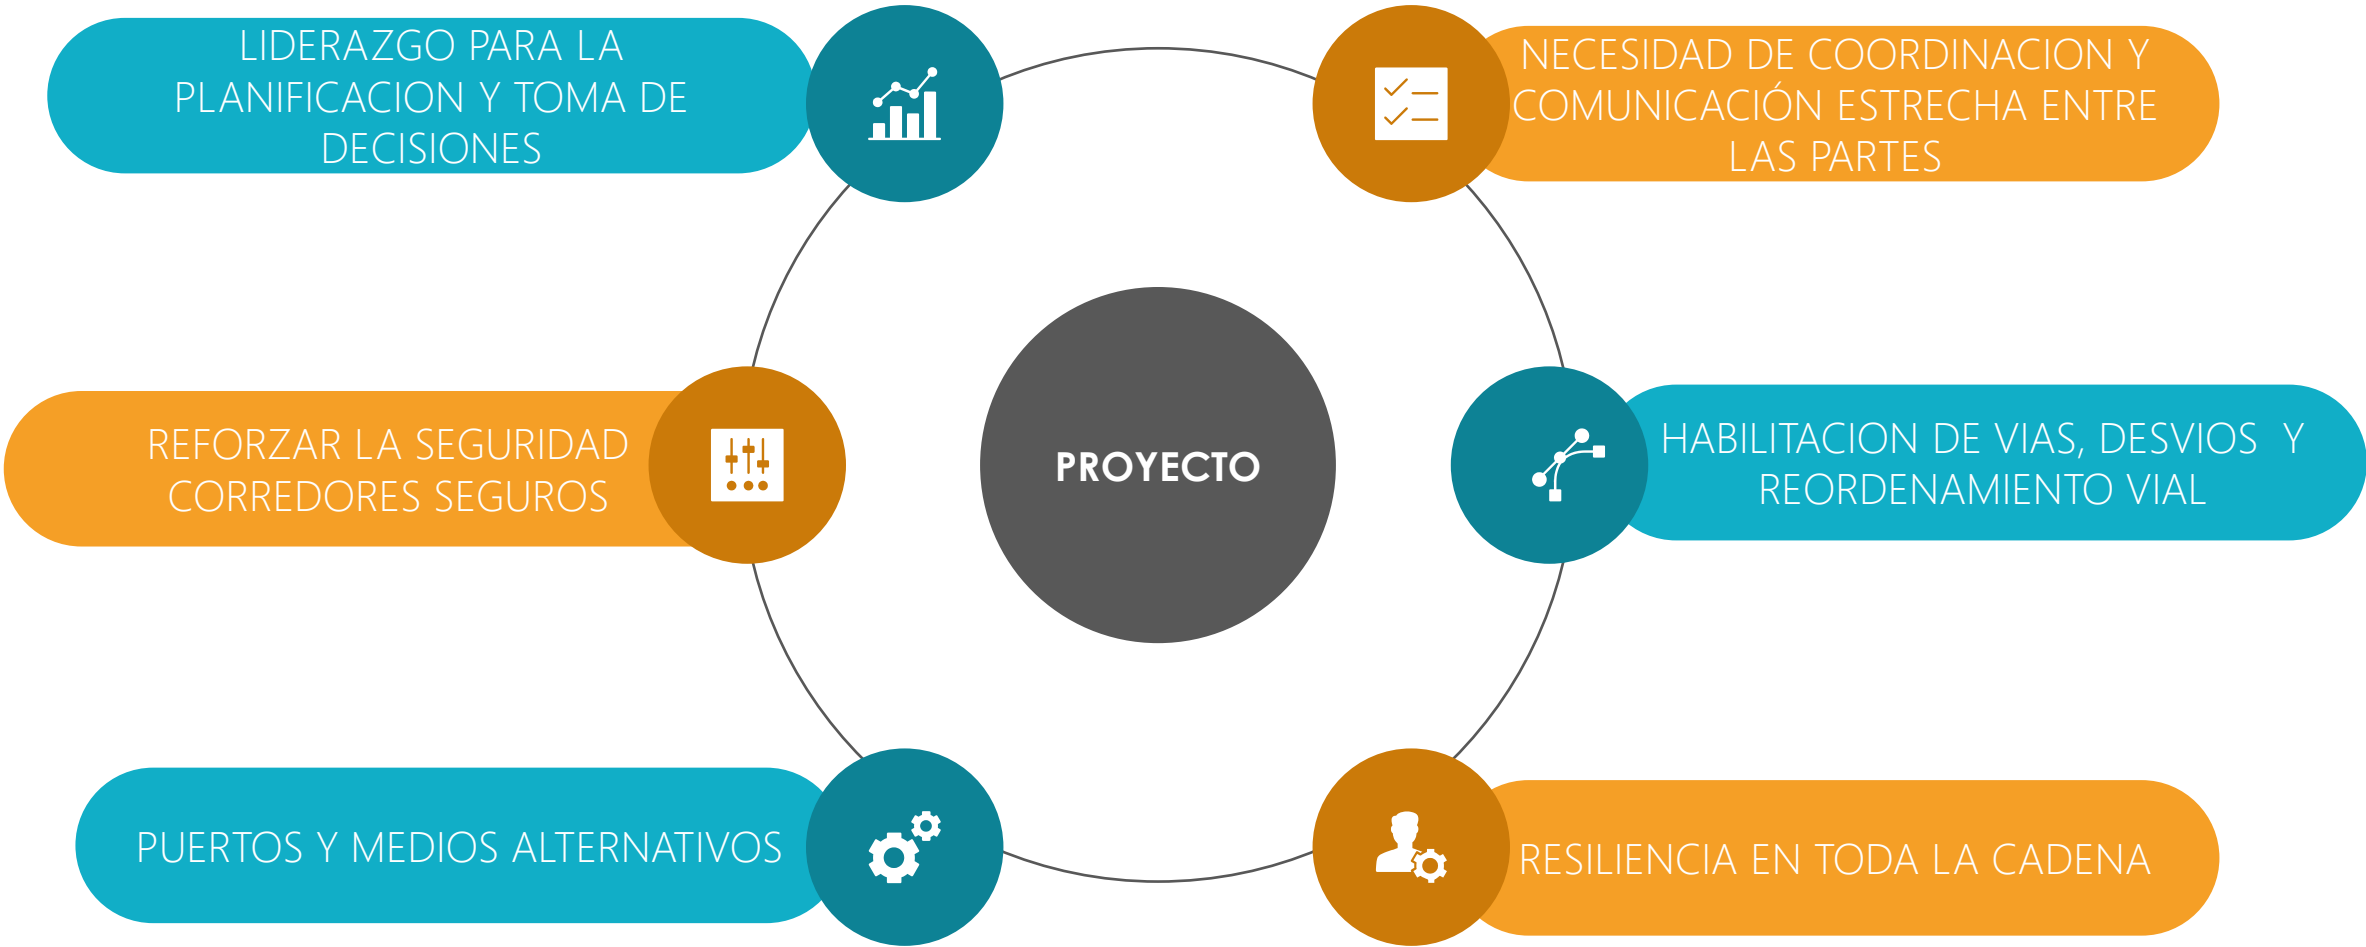 LIDERAZGO PARA LA
PLANIFICACION Y TOMA DE
DECISIONES
NECESIDAD DE COORDINACION Y
COMUNICACIÓN ESTRECHA ENTRE
LAS PARTES
REFORZAR LA SEGURIDAD
CORREDORES SEGUROS
PROYECTO
HABILITACION DE VIAS, DESVIOS  Y
REORDENAMIENTO VIAL
PUERTOS Y MEDIOS ALTERNATIVOS
RESILIENCIA EN TODA LA CADENA